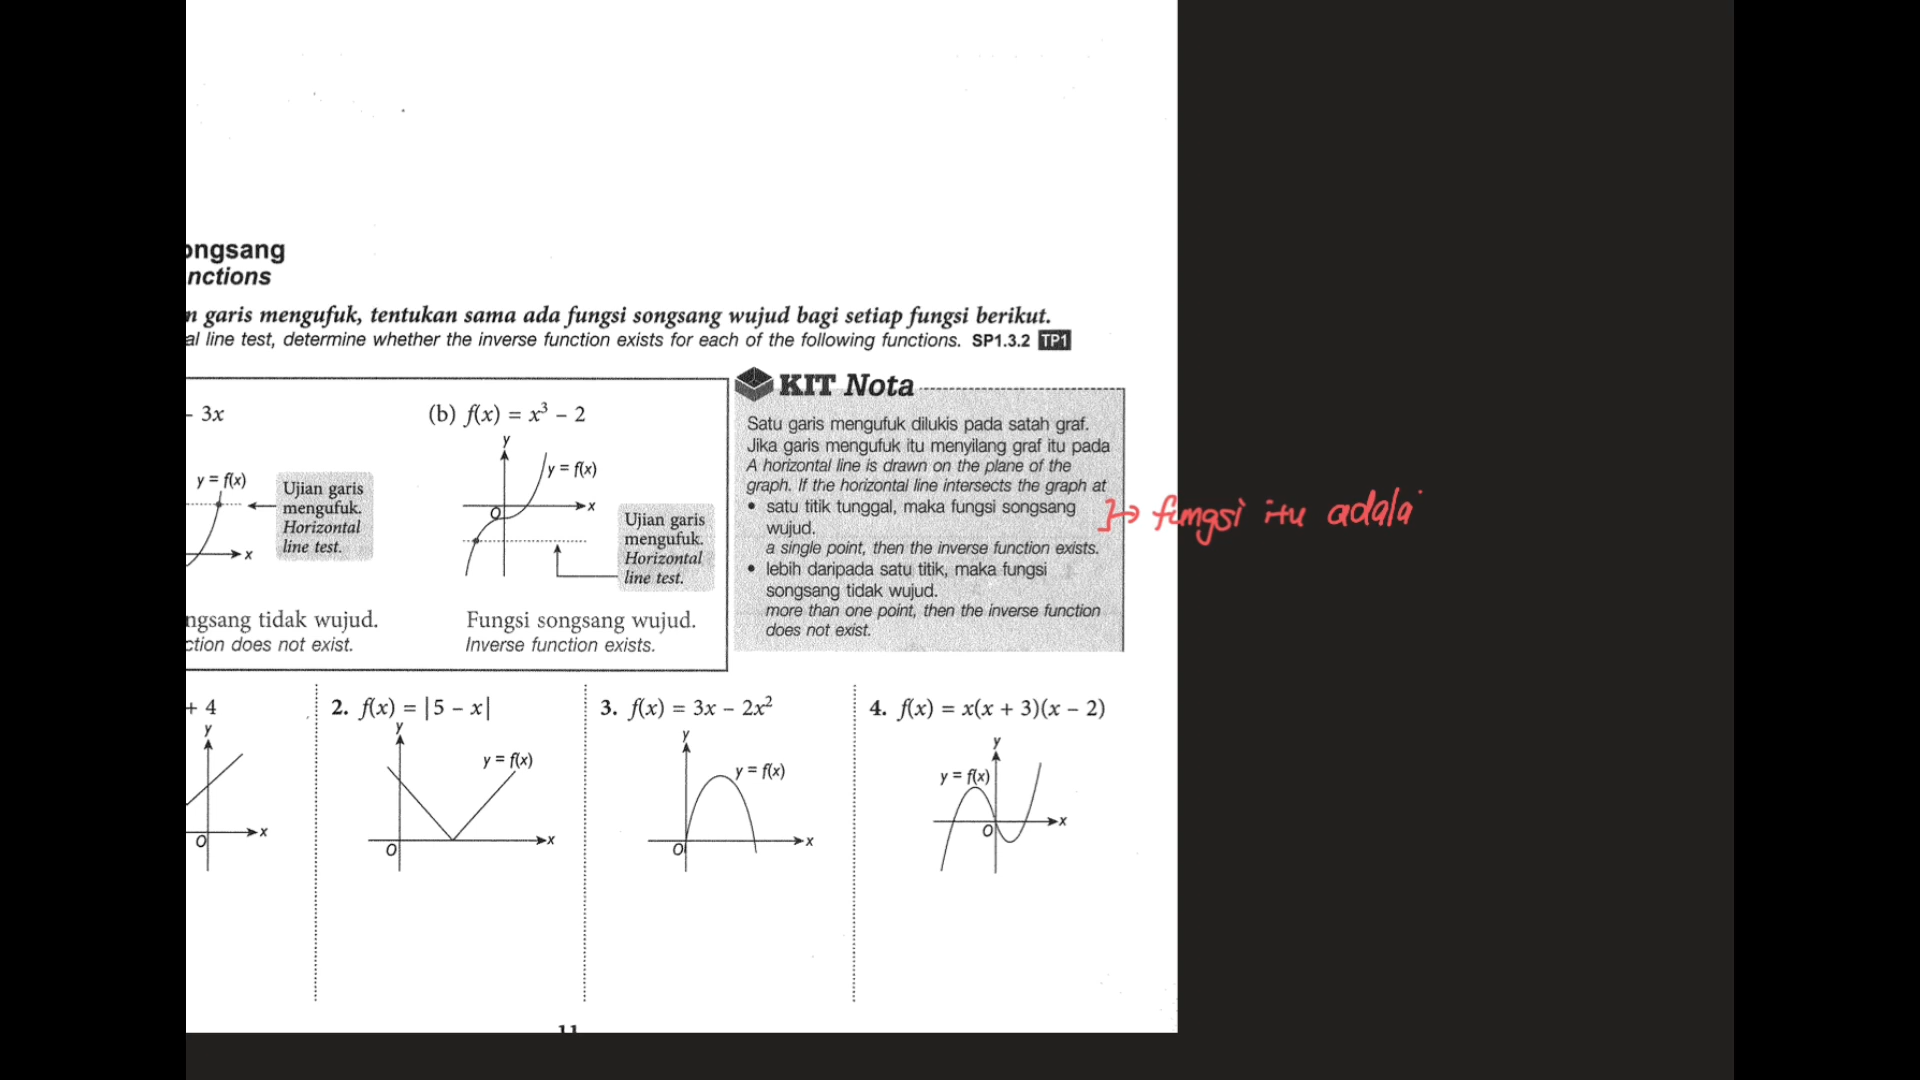 ongsang
nctions
n garis mengufuk, tentukan sama ada fungsi songsang wujud bagi setiap fungsi berikut.
al line test, determine whether the inverse function exists for each of the following functions. SP1.3.2 TP1
– 3x
y = f(x)
x
Ujian garis
mengufuk.
Horizontal
line test.
ngsang tidak wujud.
ction does not exist.
(b) f(x) = x³ – 2
y
y = f(x)
O
x
Ujian garis
mengufuk.
Horizontal
line test.
Fungsi songsang wujud.
Inverse function exists.
KIT Nota
Satu garis mengufuk dilukis pada satah graf.
Jika garis mengufuk itu menyilang graf itu pada
A horizontal line is drawn on the plane of the
graph. If the horizontal line intersects the graph at
• satu titik tunggal, maka fungsi songsang
wujud.
a single point, then the inverse function exists.
• lebih daripada satu titik, maka fungsi
songsang tidak wujud.
more than one point, then the inverse function
does not exist.
fungsi itu adala
+ 4
y
O
x
2. f(x) = |5 – x|
y
y = f(x)
O
x
3. f(x) = 3x – 2x²
y
y = f(x)
O
x
4. f(x) = x(x + 3)(x – 2)
y
y = f(x)
O
x
11